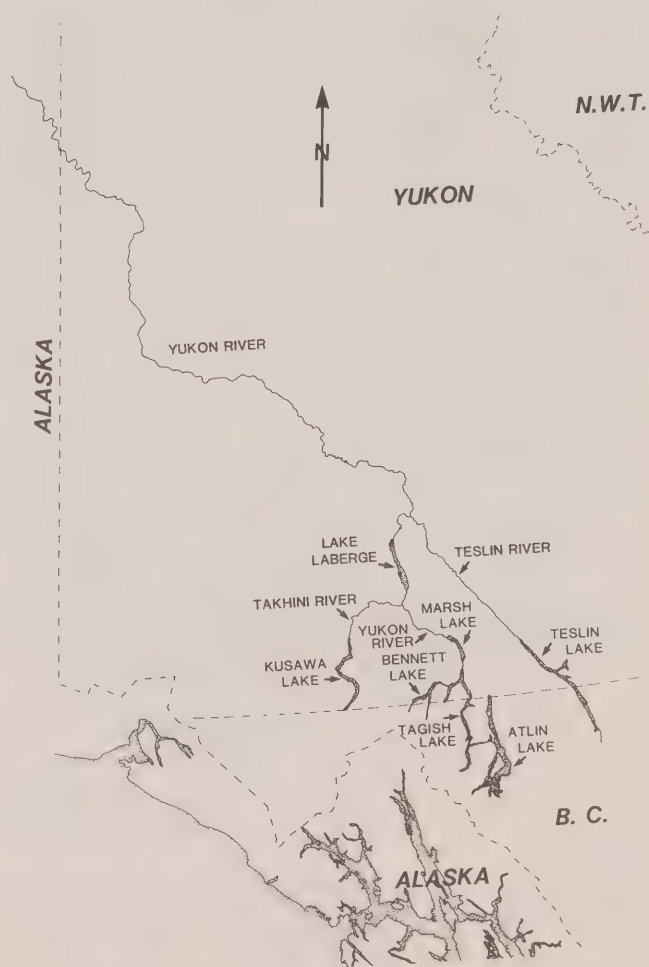 N.W.T.
N
YUKON
YUKON RIVER
ALASKA
LAKE
LABERGE
TESLIN RIVER
TAKHINI RIVER
MARSH
LAKE
YUKON
RIVER
TESLIN
LAKE
KUSAWA
LAKE
BENNETT
LAKE
TAGISH
LAKE
ATLIN
LAKE
B. C.
ALASKA